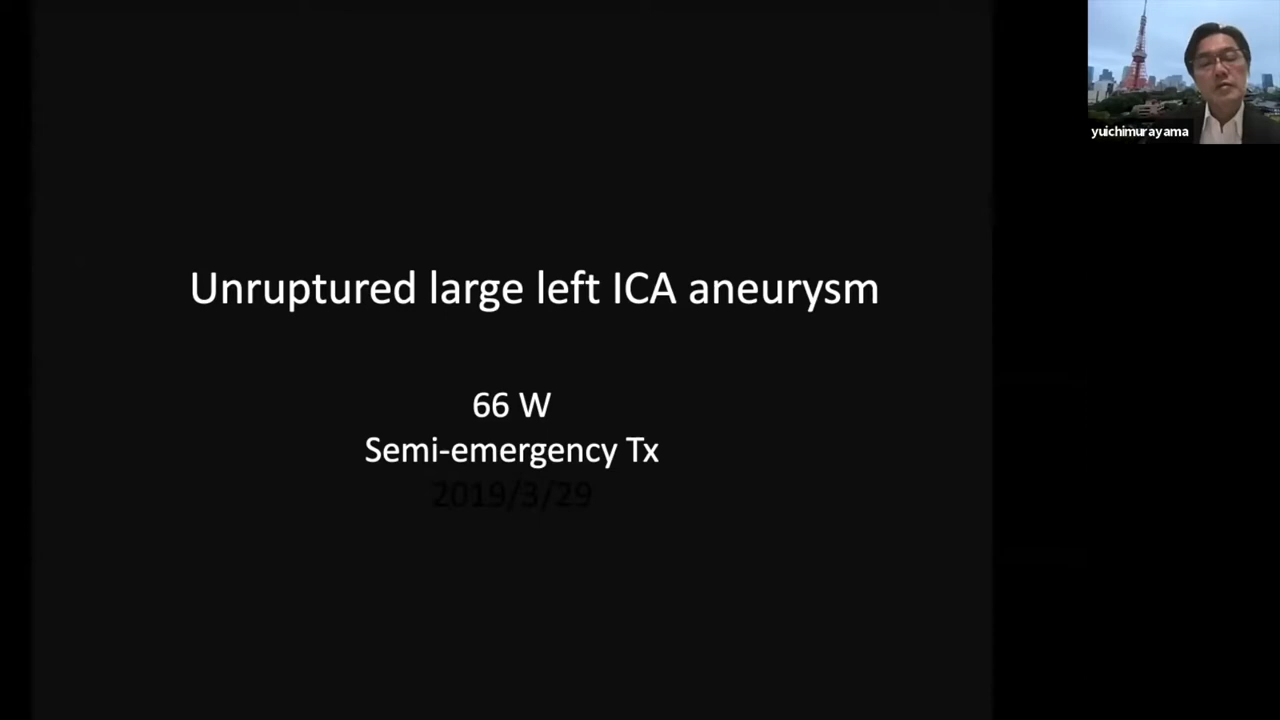 Unruptured large left ICA aneurysm
66 W
Semi-emergency Tx
2019/3/29
yuichimurayama